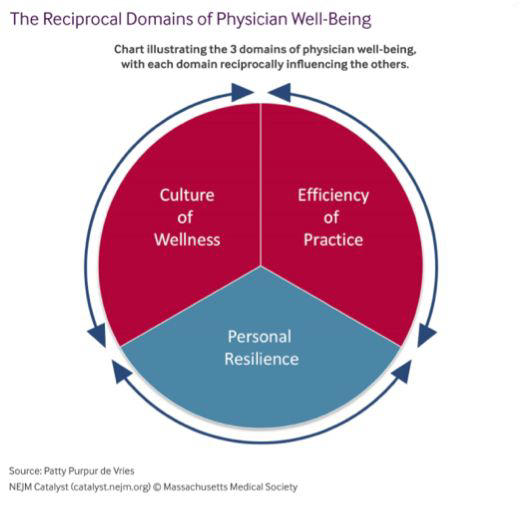 The Reciprocal Domains of Physician Well-Being
Chart illustrating the 3 domains of physician well-being,
with each domain reciprocally influencing the others.
Culture
of
Wellness
Efficiency
of
Practice
Personal
Resilience
Source: Patty Purpur de Vries
NEJM Catalyst (catalyst.nejm.org) © Massachusetts Medical Society